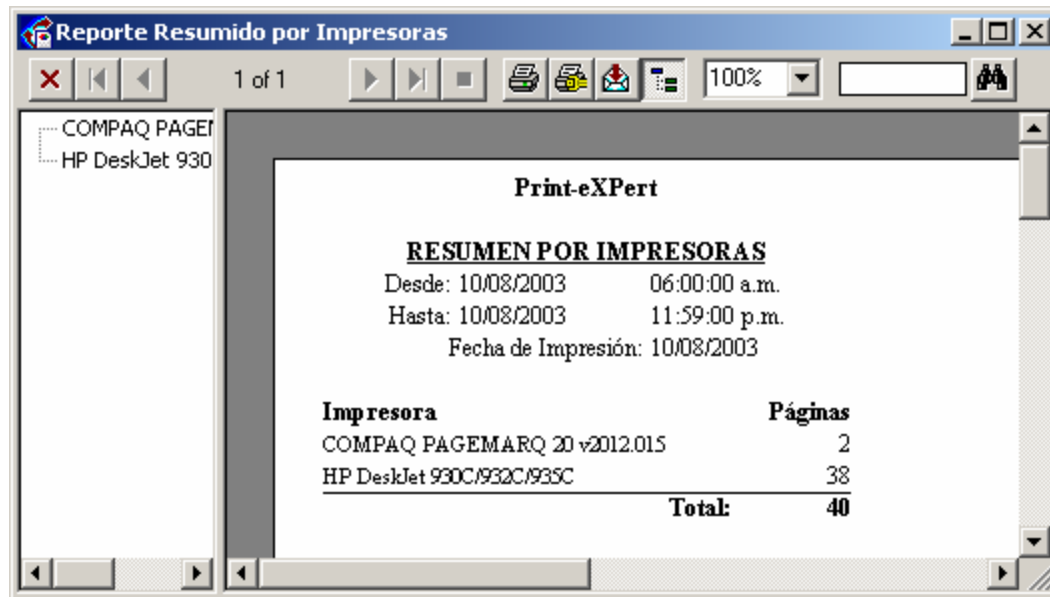 Reporte Resumido por Impresoras
1 of 1
100%
COMPAQ PAGEM
HP DeskJet 930
Print-eXPert
RESUMEN POR IMPRESORAS
Desde: 10/08/2003 06:00:00 a.m.
Hasta: 10/08/2003 11:59:00 p.m.
Fecha de Impresión: 10/08/2003
Impresora Páginas
COMPAQ PAGEMARQ 20 v2012.015 2
HP DeskJet 930C/932C/935C 38
Total: 40